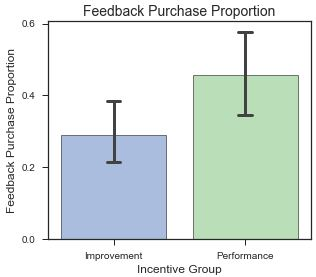 Feedback Purchase Proportion
0.6
0.4
0.2
0.0
Feedback Purchase Proportion
Improvement
Performance
Incentive Group